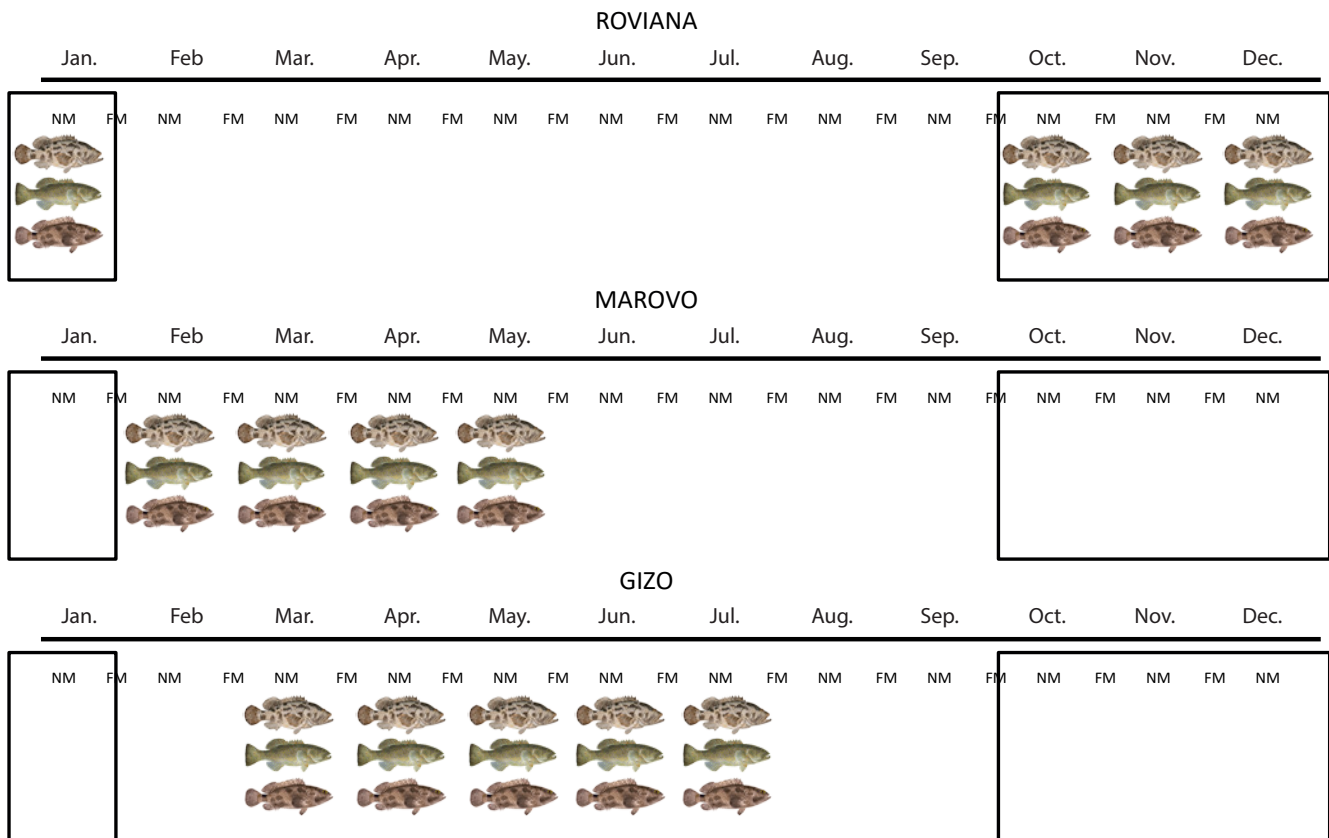 ROVIANA
Jan. Feb Mar. Apr. May. Jun. Jul. Aug. Sep. Oct. Nov. Dec.
NM FM NM FM NM FM NM FM NM FM NM FM NM FM NM FM NM FM NM FM NM FM NM
MAROVO
Jan. Feb Mar. Apr. May. Jun. Jul. Aug. Sep. Oct. Nov. Dec.
NM FM NM FM NM FM NM FM NM FM NM FM NM FM NM FM NM FM NM FM NM FM NM
GIZO
Jan. Feb Mar. Apr. May. Jun. Jul. Aug. Sep. Oct. Nov. Dec.
NM FM NM FM NM FM NM FM NM FM NM FM NM FM NM FM NM FM NM FM NM FM NM